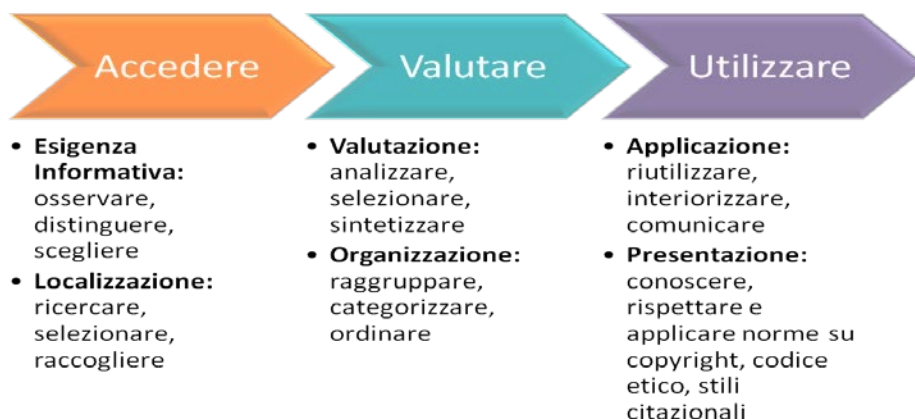 Accedere
Valutare
Utilizzare
• Esigenza
Informativa:
osservare,
distinguere,
scegliere
• Localizzazione:
ricercare,
selezionare,
raccogliere
• Valutazione:
analizzare,
selezionare,
sintetizzare
• Organizzazione:
raggruppare,
categorizzare,
ordinare
• Applicazione:
riutilizzare,
interiorizzare,
comunicare
• Presentazione:
conoscere,
rispettare e
applicare norme su
copyright, codice
etico, stili
citazionali